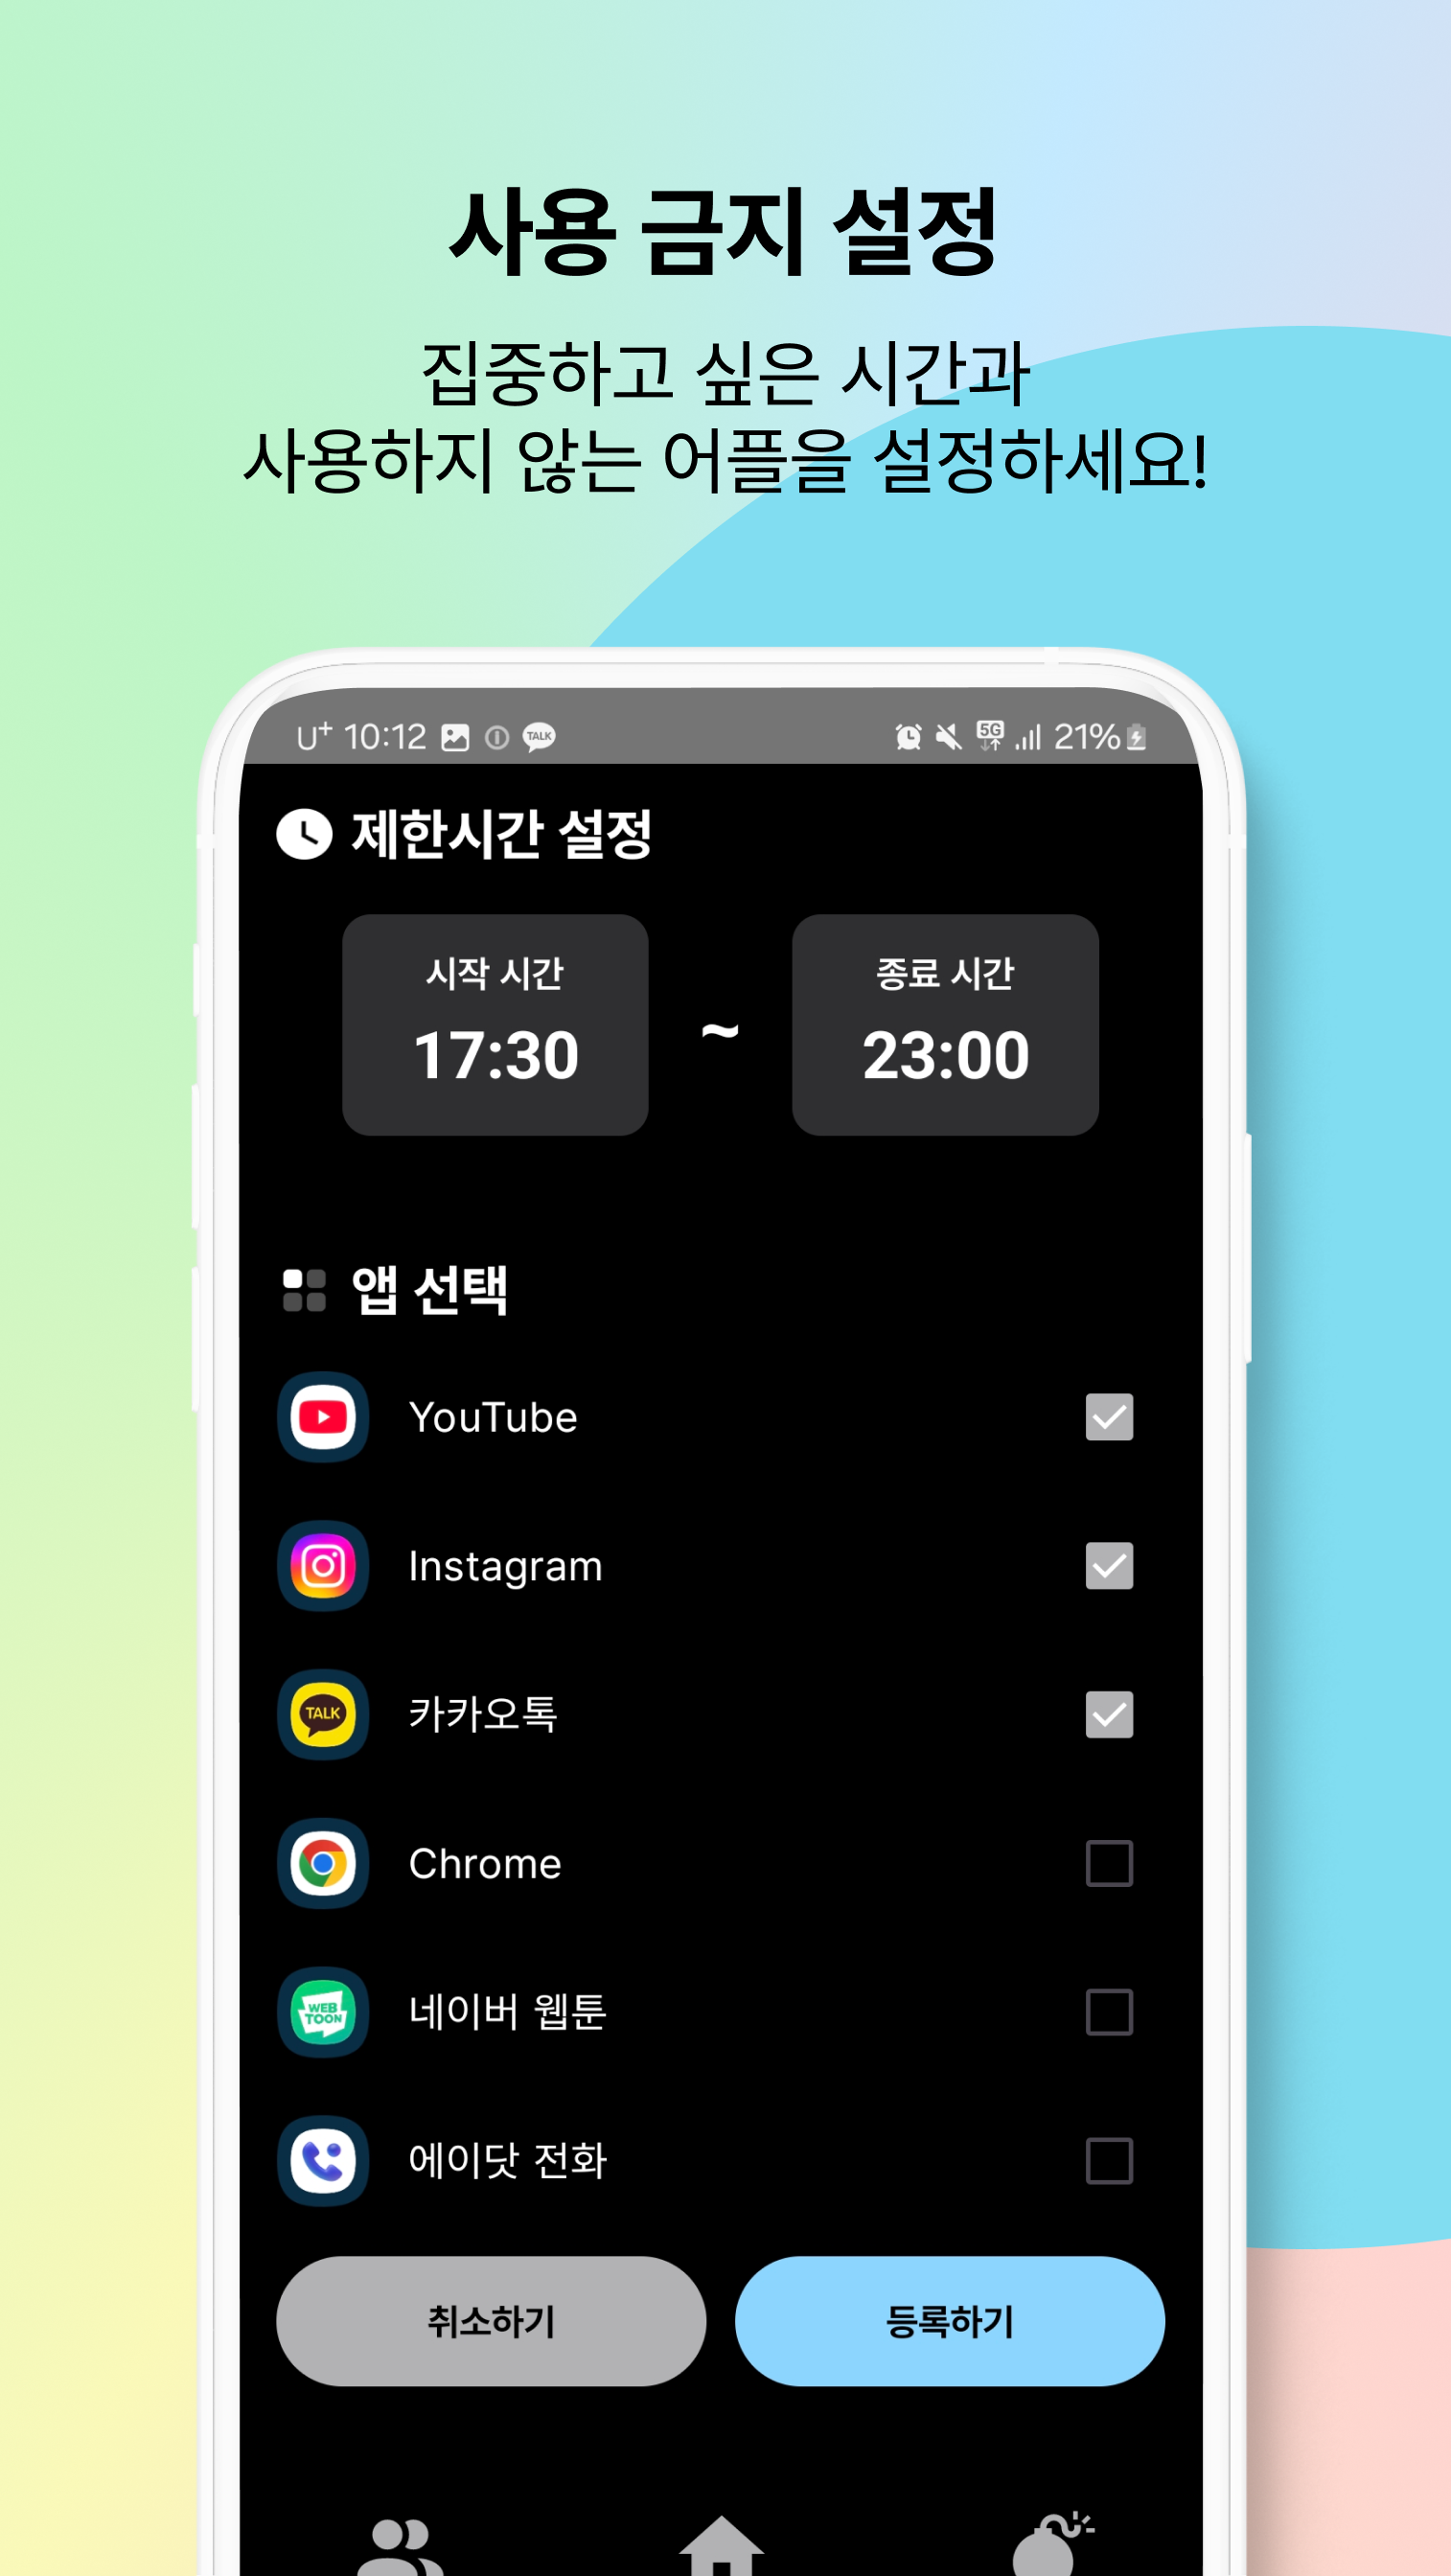 사용 금지 설정
집중하고 싶은 시간과
사용하지 않는 어플을 설정하세요!
U+ 10:12 TALK 5G 21%
제한시간 설정
시작 시간
17:30
~
종료 시간
23:00
앱 선택
YouTube
Instagram
TALK
카카오톡
Chrome
WEB
TOON
네이버 웹툰
에이닷 전화
취소하기
등록하기